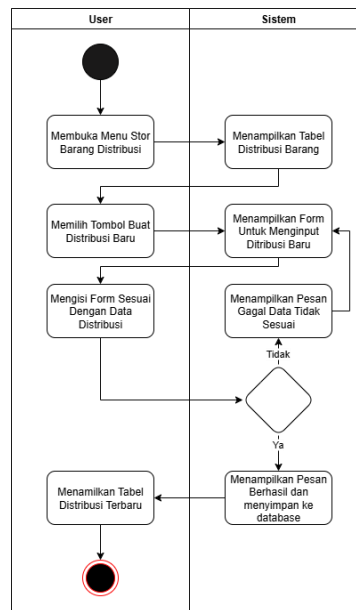 User
Sistem
Membuka Menu Stor
Barang Distribusi
Menampilkan Tabel
Distribusi Barang
Memilih Tombol Buat
Distribusi Baru
Menampilkan Form
Untuk Menginput
Ditribusi Baru
Mengisi Form Sesuai
Dengan Data
Distribusi
Menampilkan Pesan
Gagal Data Tidak
Sesuai
Tidak
Ya
Menampilkan Pesan
Berhasil dan
menyimpan ke
database
Menamilkan Tabel
Distribusi Terbaru